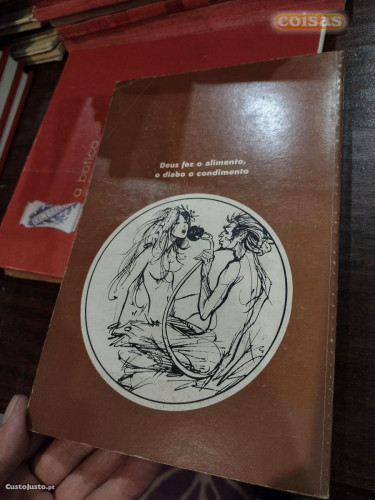 coisas
Deus fez o alimento,
o diabo o condimento
a botica
CustoJusto.pt